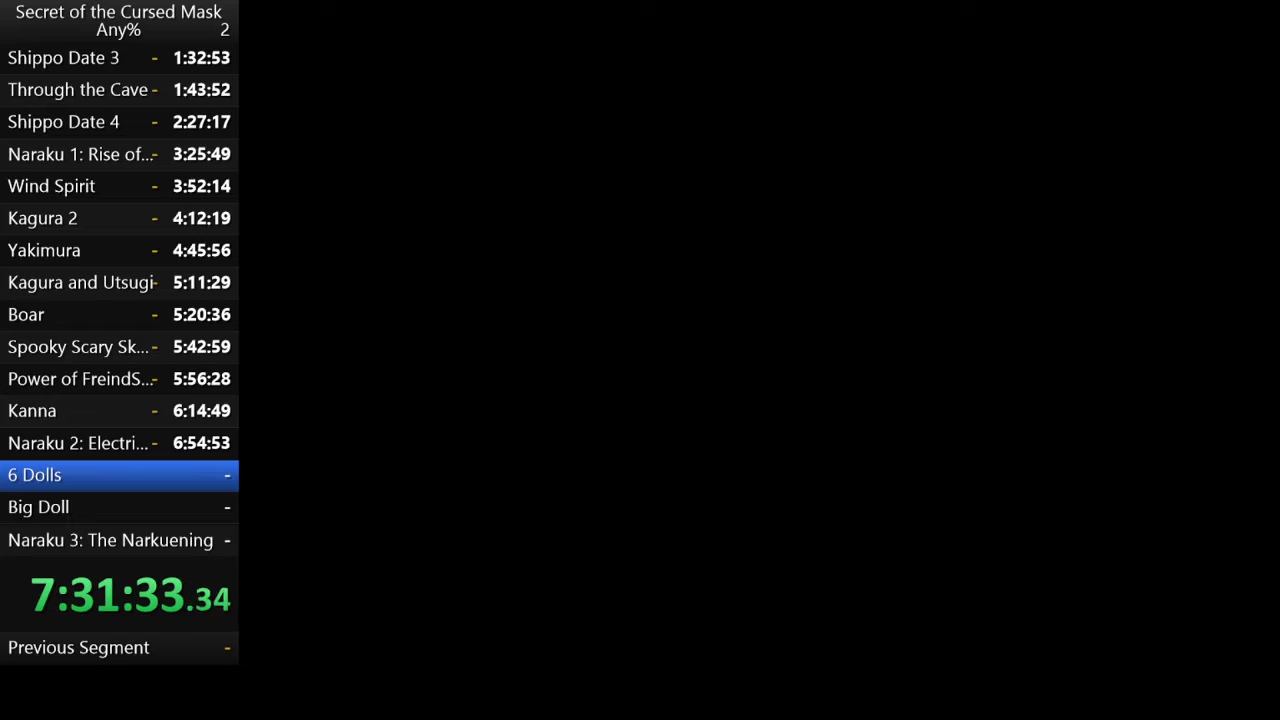 Secret of the Cursed Mask
Any% 2
Shippo Date 3 - 1:32:53
Through the Cave - 1:43:52
Shippo Date 4 - 2:27:17
Naraku 1: Rise of... - 3:25:49
Wind Spirit - 3:52:14
Kagura 2 - 4:12:19
Yakimura - 4:45:56
Kagura and Utsugi - 5:11:29
Boar - 5:20:36
Spooky Scary Sk... - 5:42:59
Power of FreindS... - 5:56:28
Kanna - 6:14:49
Naraku 2: Electri... - 6:54:53
6 Dolls -
Big Doll -
Naraku 3: The Narkuening -
7:31:33.34
Previous Segment -